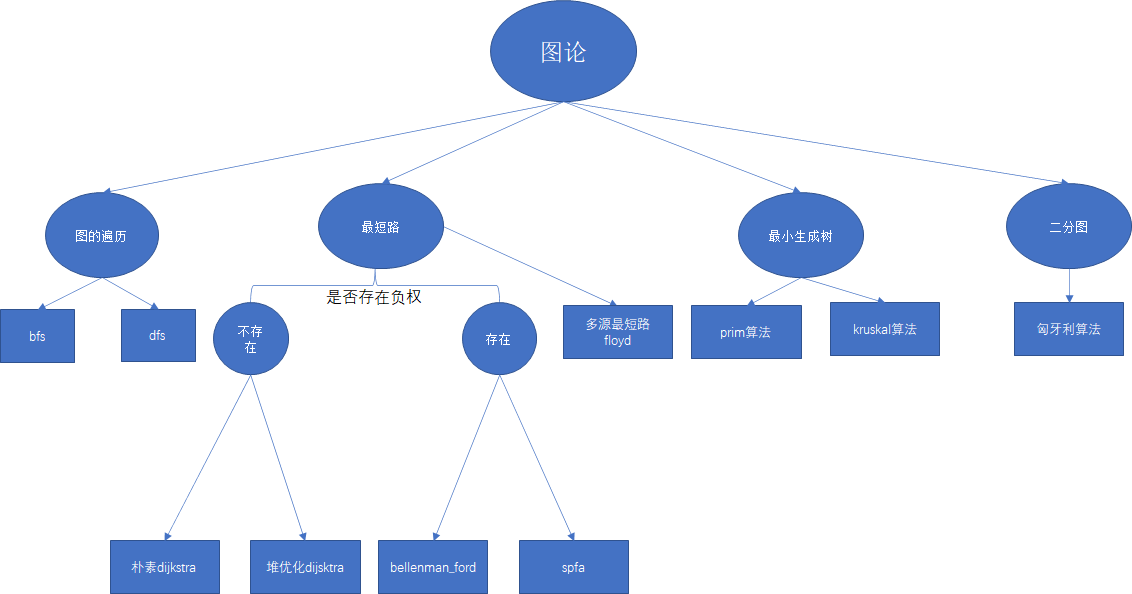 图论
图的遍历
最短路
最小生成树
二分图
是否存在负权
bfs
dfs
不存
在
存在
多源最短路
floyd
prim算法
kruskal算法
匈牙利算法
朴素dijkstra
堆优化dijsktra
bellenman_ford
spfa